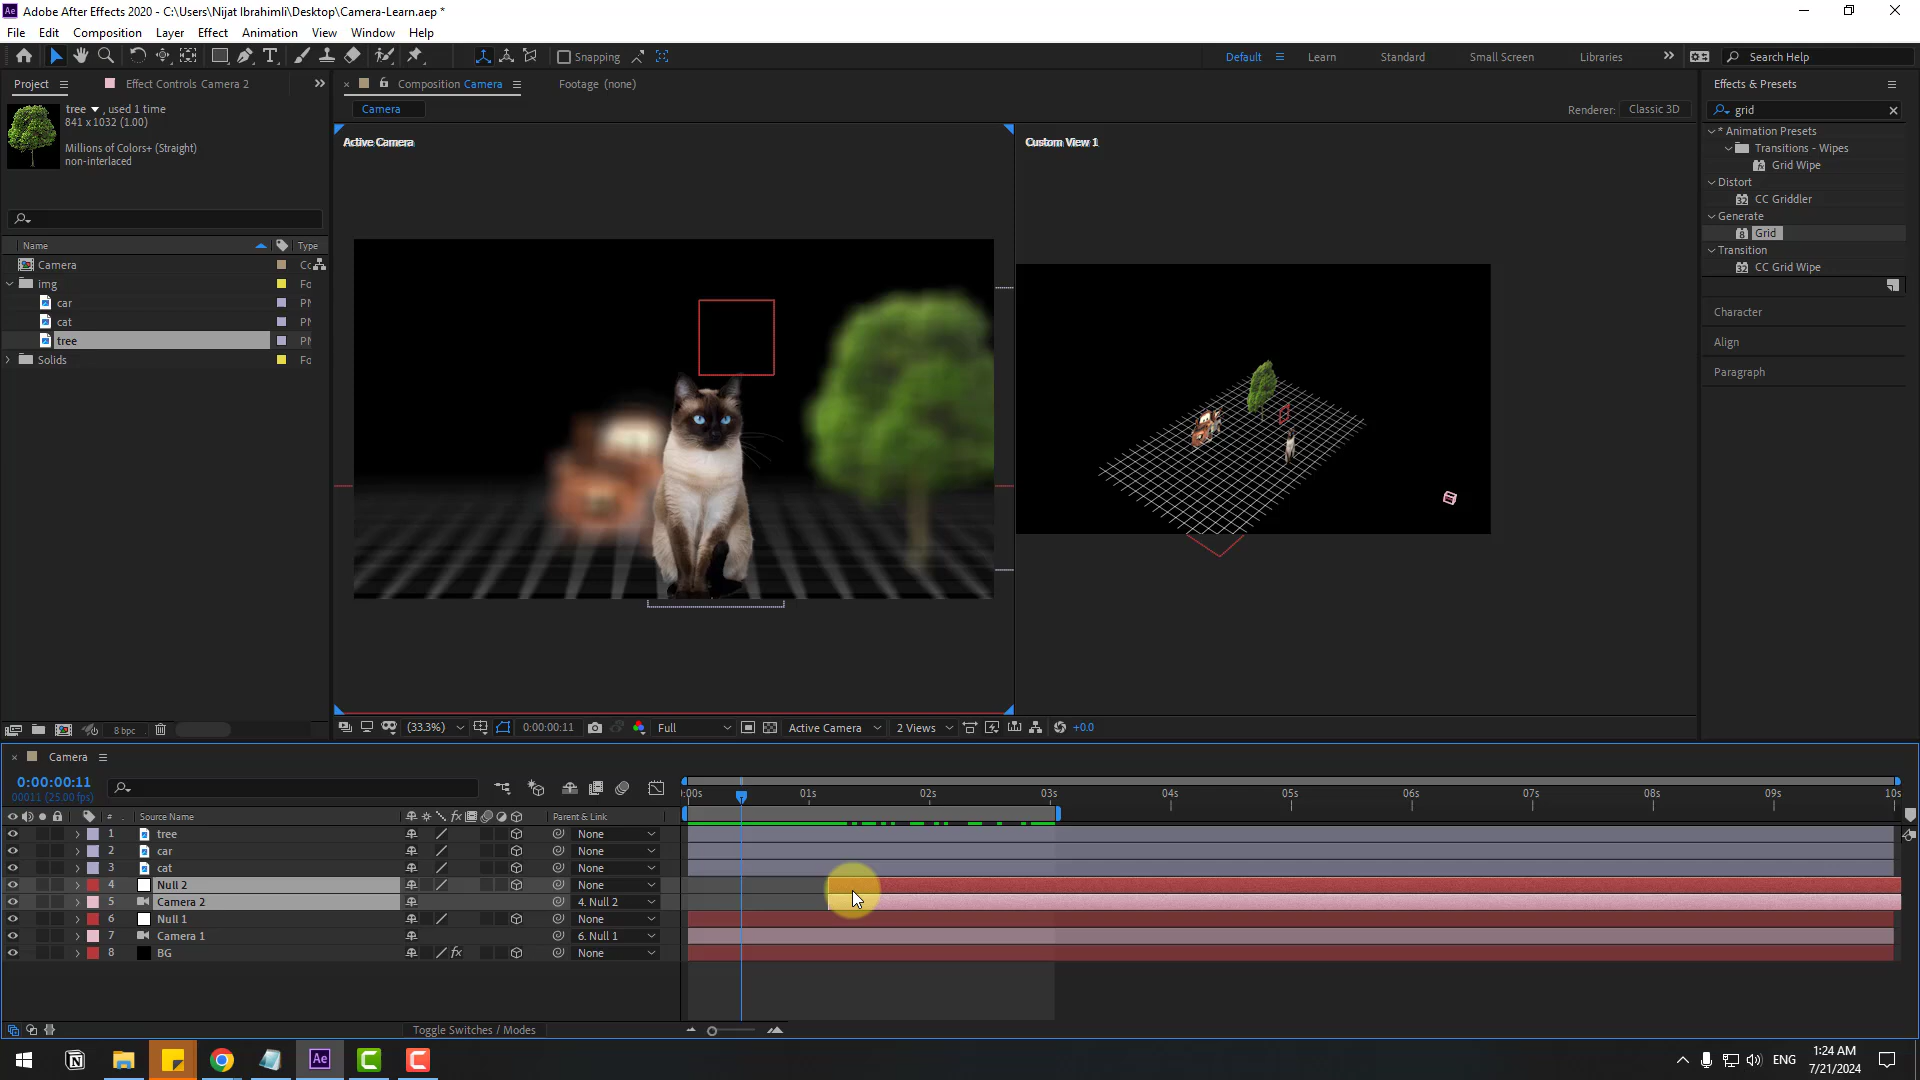 Adobe After Effects 2020 - C:\Users\Nijat Ibrahimli\Desktop\Camera-Learn.aep *
File Edit Composition Layer Effect Animation View Window Help
Snapping
Default Learn Standard Small Screen Libraries Search Help
Project Effect Controls Camera 2
Composition Camera Footage (none)
Effects & Presets
Camera
Renderer: Classic 3D
tree , used 1 time
841 x 1032 (1.00)
Millions of Colors+ (Straight)
non-interlaced
Name Type
Camera
img Fo
car
cat
tree
Solids Fo
8 bpc
Active Camera
Custom View 1
(33.3%) 0:00:00:11 Full Active Camera 2 Views +0.0
grid
* Animation Presets
Transitions - Wipes
Grid Wipe
Distort
32 CC Griddler
Generate
8 Grid
Transition
32 CC Grid Wipe
Character
Align
Paragraph
Camera
0:00:00:11
00011 (25.00 fps)
:00s 01s 02s 03s 04s 05s 06s 07s 08s 09s 10s
# Source Name fx Parent & Link
1 tree None
2 car None
3 cat None
4 Null 2 None
5 Camera 2 4. Null 2
6 Null 1 None
7 Camera 1 6. Null 1
8 BG fx None
Toggle Switches / Modes
Ae
ENG
1:24 AM
7/21/2024